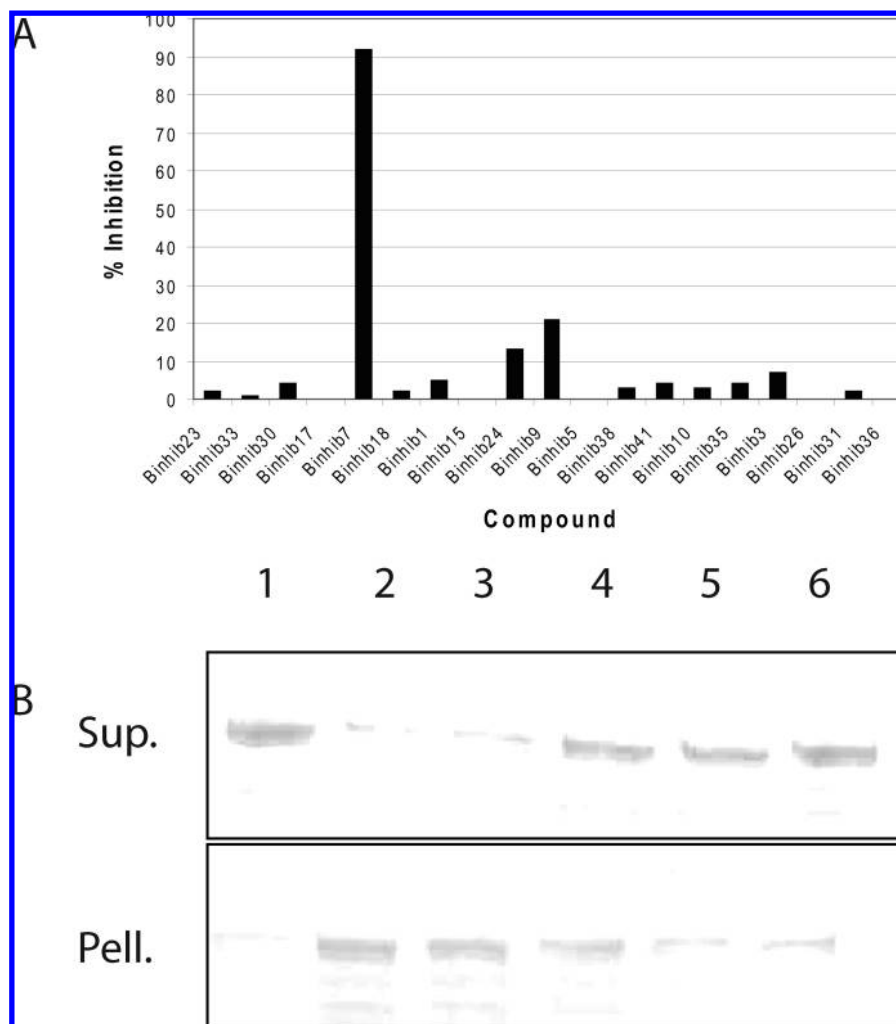 A
100
90
80
70
60
50
40
30
20
10
0
% Inhibition
Binhib23
Binhib33
Binhib30
Binhib17
Binhib7
Binhib18
Binhib1
Binhib15
Binhib24
Binhib9
Binhib5
Binhib38
Binhib41
Binhib10
Binhib35
Binhib3
Binhib26
Binhib31
Binhib36
Compound
1 2 3 4 5 6
B
Sup.
Pell.